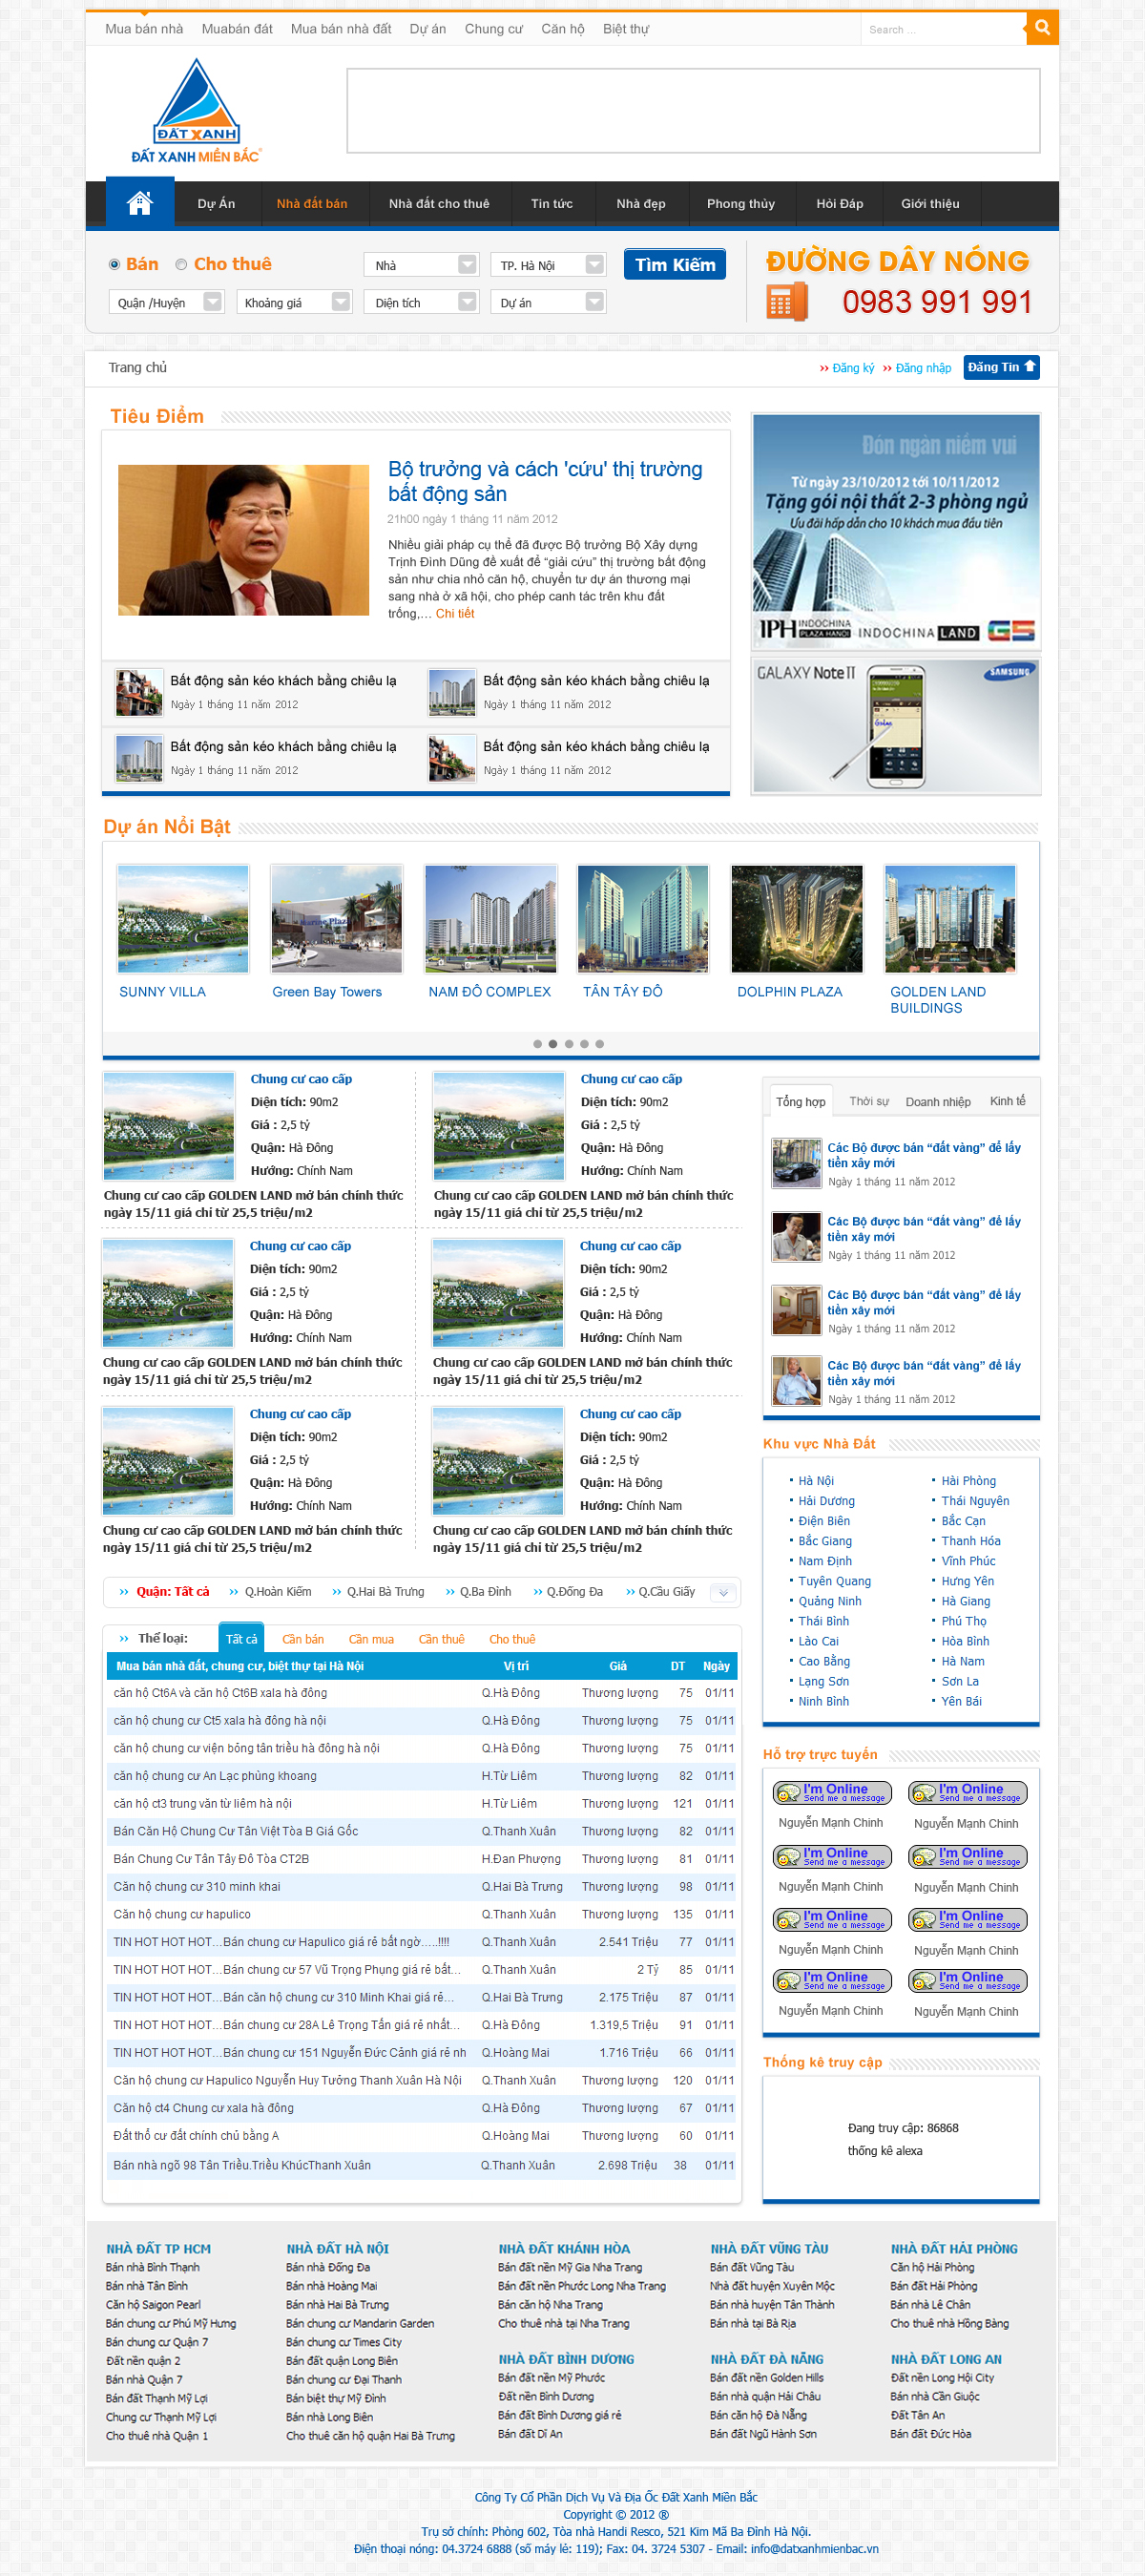 Mua bán nhà Muabán đất Mua bán nhà đất Dự án Chung cư Căn hộ Biệt thự Search ...
ĐẤT XANH
ĐẤT XANH MIỀN BẮC
Dự Án Nhà đất bán Nhà đất cho thuê Tin tức Nhà đẹp Phong thủy Hỏi Đáp Giới thiệu
Bán Cho thuê Nhà TP. Hà Nội Tìm Kiếm
ĐƯỜNG DÂY NÓNG
Quận /Huyện Khoảng giá Diện tích Dự án
0983 991 991
Trang chủ Đăng ký Đăng nhập Đăng Tin
Tiêu Điểm
Bộ trưởng và cách 'cứu' thị trường
bất động sản
21h00 ngày 1 tháng 11 năm 2012
Nhiều giải pháp cụ thể đã được Bộ trưởng Bộ Xây dựng
Trịnh Đình Dũng đề xuất để “giải cứu” thị trường bất động
sản như chia nhỏ căn hộ, chuyển tư dự án thương mại
sang nhà ở xã hội, cho phép canh tác trên khu đất
trống,... Chi tiết
Đón ngàn niềm vui
Từ ngày 23/10/2012 tới 10/11/2012
Tặng gói nội thất 2-3 phòng ngủ
Ưu đãi hấp dẫn cho 10 khách mua đầu tiên
IPH INDOCHINA PLAZA HANOI INDOCHINA LAND
GALAXY Note II SAMSUNG
Bất động sản kéo khách bằng chiêu lạ
Ngày 1 tháng 11 năm 2012
Bất động sản kéo khách bằng chiêu lạ
Ngày 1 tháng 11 năm 2012
Bất động sản kéo khách bằng chiêu lạ
Ngày 1 tháng 11 năm 2012
Bất động sản kéo khách bằng chiêu lạ
Ngày 1 tháng 11 năm 2012
Dự án Nổi Bật
SUNNY VILLA Green Bay Towers NAM ĐÔ COMPLEX TÂN TÂY ĐÔ DOLPHIN PLAZA GOLDEN LAND
BUILDINGS
Chung cư cao cấp
Diện tích: 90m2
Giá : 2,5 tỷ
Quận: Hà Đông
Hướng: Chính Nam
Chung cư cao cấp GOLDEN LAND mở bán chính thức
ngày 15/11 giá chỉ từ 25,5 triệu/m2
Chung cư cao cấp
Diện tích: 90m2
Giá : 2,5 tỷ
Quận: Hà Đông
Hướng: Chính Nam
Chung cư cao cấp GOLDEN LAND mở bán chính thức
ngày 15/11 giá chỉ từ 25,5 triệu/m2
Chung cư cao cấp
Diện tích: 90m2
Giá : 2,5 tỷ
Quận: Hà Đông
Hướng: Chính Nam
Chung cư cao cấp GOLDEN LAND mở bán chính thức
ngày 15/11 giá chỉ từ 25,5 triệu/m2
Chung cư cao cấp
Diện tích: 90m2
Giá : 2,5 tỷ
Quận: Hà Đông
Hướng: Chính Nam
Chung cư cao cấp GOLDEN LAND mở bán chính thức
ngày 15/11 giá chỉ từ 25,5 triệu/m2
Chung cư cao cấp
Diện tích: 90m2
Giá : 2,5 tỷ
Quận: Hà Đông
Hướng: Chính Nam
Chung cư cao cấp GOLDEN LAND mở bán chính thức
ngày 15/11 giá chỉ từ 25,5 triệu/m2
Chung cư cao cấp
Diện tích: 90m2
Giá : 2,5 tỷ
Quận: Hà Đông
Hướng: Chính Nam
Chung cư cao cấp GOLDEN LAND mở bán chính thức
ngày 15/11 giá chỉ từ 25,5 triệu/m2
Tổng hợp Thời sự Doanh nhiệp Kinh tế
Các Bộ được bán “đất vàng” để lấy
tiền xây mới
Ngày 1 tháng 11 năm 2012
Các Bộ được bán “đất vàng” để lấy
tiền xây mới
Ngày 1 tháng 11 năm 2012
Các Bộ được bán “đất vàng” để lấy
tiền xây mới
Ngày 1 tháng 11 năm 2012
Các Bộ được bán “đất vàng” để lấy
tiền xây mới
Ngày 1 tháng 11 năm 2012
Khu vực Nhà Đất
Hà Nội Hải Phòng
Hải Dương Thái Nguyên
Điện Biên Bắc Cạn
Bắc Giang Thanh Hóa
Nam Định Vĩnh Phúc
Tuyên Quang Hưng Yên
Quảng Ninh Hà Giang
Thái Bình Phú Thọ
Lào Cai Hòa Bình
Cao Bằng Hà Nam
Lạng Sơn Sơn La
Ninh Bình Yên Bái
Quận: Tất cả Q.Hoàn Kiếm Q.Hai Bà Trưng Q.Ba Đình Q.Đống Đa Q.Cầu Giấy
Thể loại: Tất cả Cần bán Cần mua Cần thuê Cho thuê
Mua bán nhà đất, chung cư, biệt thự tại Hà Nội Vị trí Giá DT Ngày
căn hộ Ct6A và căn hộ Ct6B xala hà đông Q.Hà Đông Thương lượng 75 01/11
căn hộ chung cư Ct5 xala hà đông hà nội Q.Hà Đông Thương lượng 75 01/11
căn hộ chung cư viện bỏng tân triều hà đông hà nội Q.Hà Đông Thương lượng 75 01/11
căn hộ chung cư An Lạc phùng khoang H.Từ Liêm Thương lượng 82 01/11
căn hộ ct3 trung văn từ liêm hà nội H.Từ Liêm Thương lượng 121 01/11
Bán Căn Hộ Chung Cư Tân Việt Tòa B Giá Gốc Q.Thanh Xuân Thương lượng 82 01/11
Bán Chung Cư Tân Tây Đô Tòa CT2B H.Đan Phượng Thương lượng 81 01/11
Căn hộ chung cư 310 minh khai Q.Hai Bà Trưng Thương lượng 98 01/11
Căn hộ chung cư hapulico Q.Thanh Xuân Thương lượng 135 01/11
TIN HOT HOT HOT...Bán chung cư Hapulico giá rẻ bất ngờ.....!!!! Q.Thanh Xuân 2.541 Triệu 77 01/11
TIN HOT HOT HOT...Bán chung cư 57 Vũ Trọng Phụng giá rẻ bất... Q.Thanh Xuân 2 Tỷ 85 01/11
TIN HOT HOT HOT...Bán căn hộ chung cư 310 Minh Khai giá rẻ... Q.Hai Bà Trưng 2.175 Triệu 87 01/11
TIN HOT HOT HOT...Bán chung cư 28A Lê Trọng Tấn giá rẻ nhất... Q.Hà Đông 1.319,5 Triệu 91 01/11
TIN HOT HOT HOT...Bán chung cư 151 Nguyễn Đức Cảnh giá rẻ nh Q.Hoàng Mai 1.716 Triệu 66 01/11
Căn hộ chung cư Hapulico Nguyễn Huy Tưởng Thanh Xuân Hà Nội Q.Thanh Xuân Thương lượng 120 01/11
Căn hộ ct4 Chung cư xala hà đông Q.Hà Đông Thương lượng 67 01/11
Đất thổ cư đất chính chủ bằng A Q.Hoàng Mai Thương lượng 60 01/11
Bán nhà ngõ 98 Tân Triều.Triều KhúcThanh Xuân Q.Thanh Xuân 2.698 Triệu 38 01/11
Hỗ trợ trực tuyến
I'm Online Send me a message I'm Online Send me a message
Nguyễn Mạnh Chinh Nguyễn Mạnh Chinh
I'm Online Send me a message I'm Online Send me a message
Nguyễn Mạnh Chinh Nguyễn Mạnh Chinh
I'm Online Send me a message I'm Online Send me a message
Nguyễn Mạnh Chinh Nguyễn Mạnh Chinh
I'm Online Send me a message I'm Online Send me a message
Nguyễn Mạnh Chinh Nguyễn Mạnh Chinh
Thống kê truy cập
Đang truy cập: 86868
thống kê alexa
NHÀ ĐẤT TP HCM
Bán nhà Bình Thạnh
Bán nhà Tân Bình
Căn hộ Saigon Pearl
Bán chung cư Phú Mỹ Hưng
Bán chung cư Quận 7
Đất nền quận 2
Bán nhà Quận 7
Bán đất Thạnh Mỹ Lợi
Chung cư Thạnh Mỹ Lợi
Cho thuê nhà Quận 1
NHÀ ĐẤT HÀ NỘI
Bán nhà Đống Đa
Bán nhà Hoàng Mai
Bán nhà Hai Bà Trưng
Bán chung cư Mandarin Garden
Bán chung cư Times City
Bán đất quận Long Biên
Bán chung cư Đại Thanh
Bán biệt thự Mỹ Đình
Bán nhà Long Biên
Cho thuê căn hộ quận Hai Bà Trưng
NHÀ ĐẤT KHÁNH HÒA
Bán đất nền Mỹ Gia Nha Trang
Bán đất nền Phước Long Nha Trang
Bán căn hộ Nha Trang
Cho thuê nhà tại Nha Trang
NHÀ ĐẤT BÌNH DƯƠNG
Bán đất nền Mỹ Phước
Đất nền Bình Dương
Bán đất Bình Dương giá rẻ
Bán đất Dĩ An
NHÀ ĐẤT VŨNG TÀU
Bán đất Vũng Tàu
Nhà đất huyện Xuyên Mộc
Bán nhà huyện Tân Thành
Bán nhà tại Bà Rịa
NHÀ ĐẤT ĐÀ NẴNG
Bán đất nền Golden Hills
Bán nhà quận Hải Châu
Bán căn hộ Đà Nẵng
Bán đất Ngũ Hành Sơn
NHÀ ĐẤT HẢI PHÒNG
Căn hộ Hải Phòng
Bán đất Hải Phòng
Bán nhà Lê Chân
Cho thuê nhà Hồng Bàng
NHÀ ĐẤT LONG AN
Đất nền Long Hội City
Bán nhà Cần Giuộc
Đất Tân An
Bán đất Đức Hòa
Công Ty Cổ Phần Dịch Vụ Và Địa Ốc Đất Xanh Miền Bắc
Copyright © 2012 ®
Trụ sở chính: Phòng 602, Tòa nhà Handi Resco, 521 Kim Mã Ba Đình Hà Nội.
Điện thoại nóng: 04.3724 6888 (số máy lẻ: 119); Fax: 04. 3724 5307 - Email: info@datxanhmienbac.vn